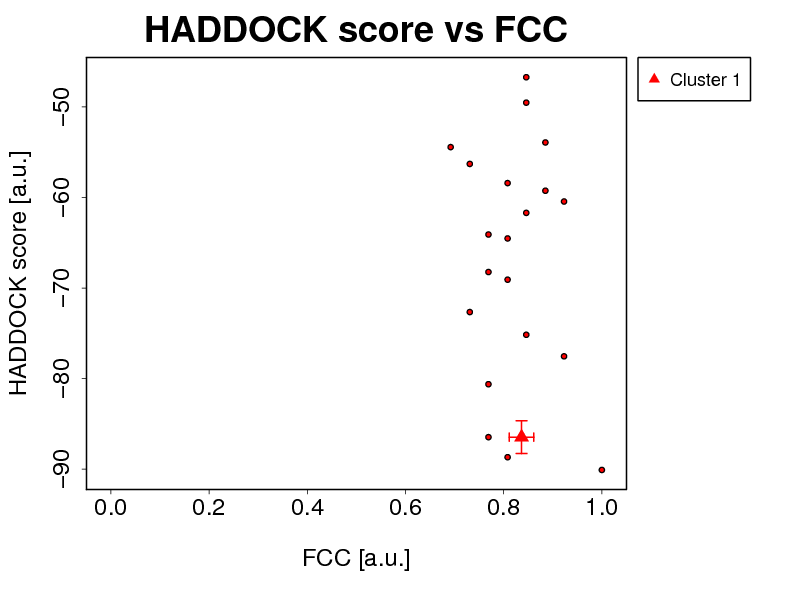 HADDOCK score vs FCC
Cluster 1
HADDOCK score [a.u.]
−50
−60
−70
−80
−90
0.0 0.2 0.4 0.6 0.8 1.0
FCC [a.u.]